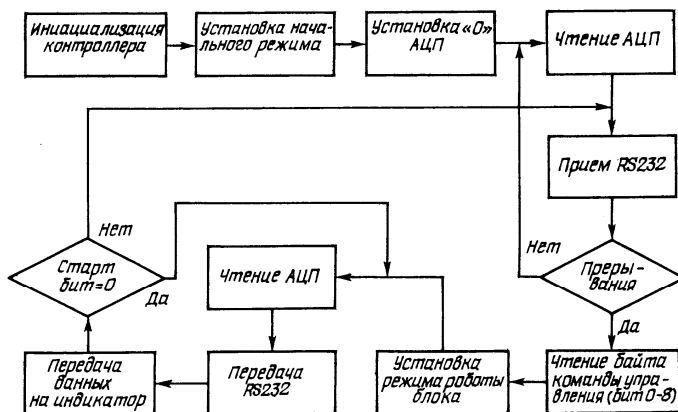 Инициализация
контроллера
Установка нача-
льного режима
Установка «0»
АЦП
Чтение АЦП
Прием RS232
Нет
Преры-
вания
Да
Нет
Старт
бит=0
Да
Чтение АЦП
Передача
данных
на индикатор
Передача
RS232
Установка
режима работы
блока
Чтение байта
команды упра-
вления (бит 0-8)